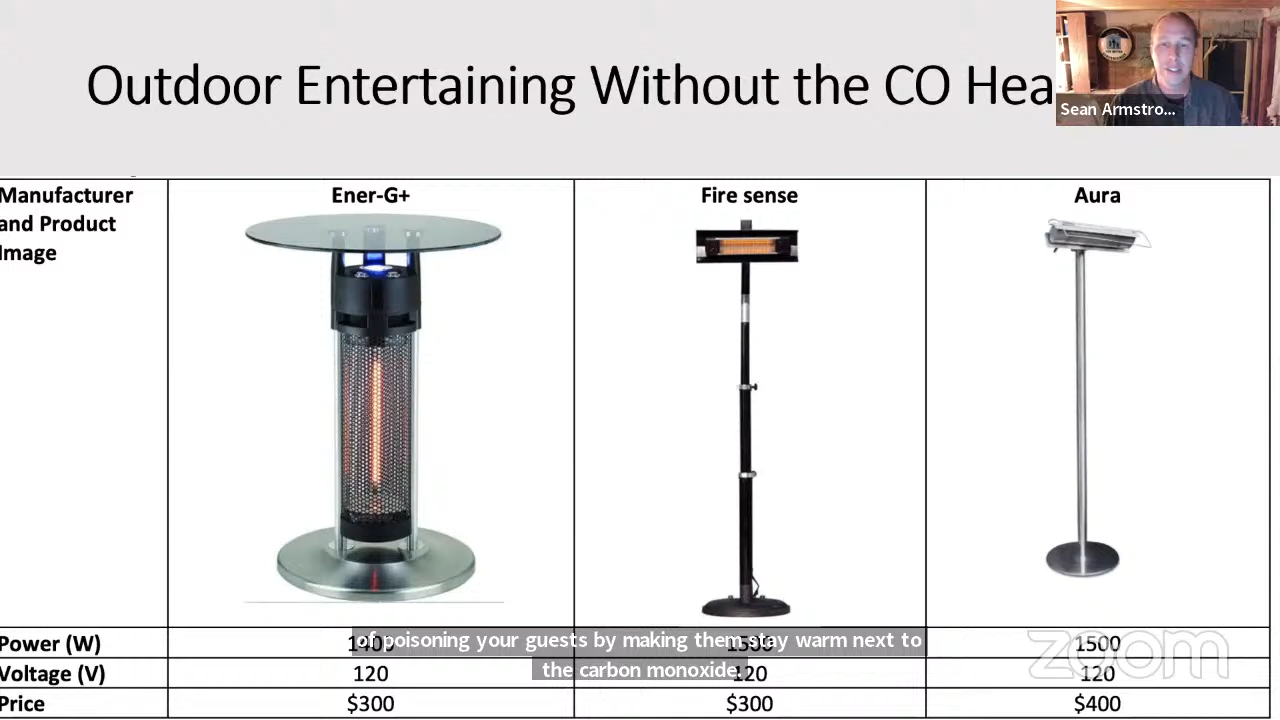 Outdoor Entertaining Without the CO Hea
Sean Armstro...
Manufacturer and Product Image
Ener-G+
Fire sense
Aura
Power (W) 1500
of poisoning your guests by making them stay warm next to
the carbon monoxide.
Voltage (V) 120 120 120
Price $300 $300 $400
zoom